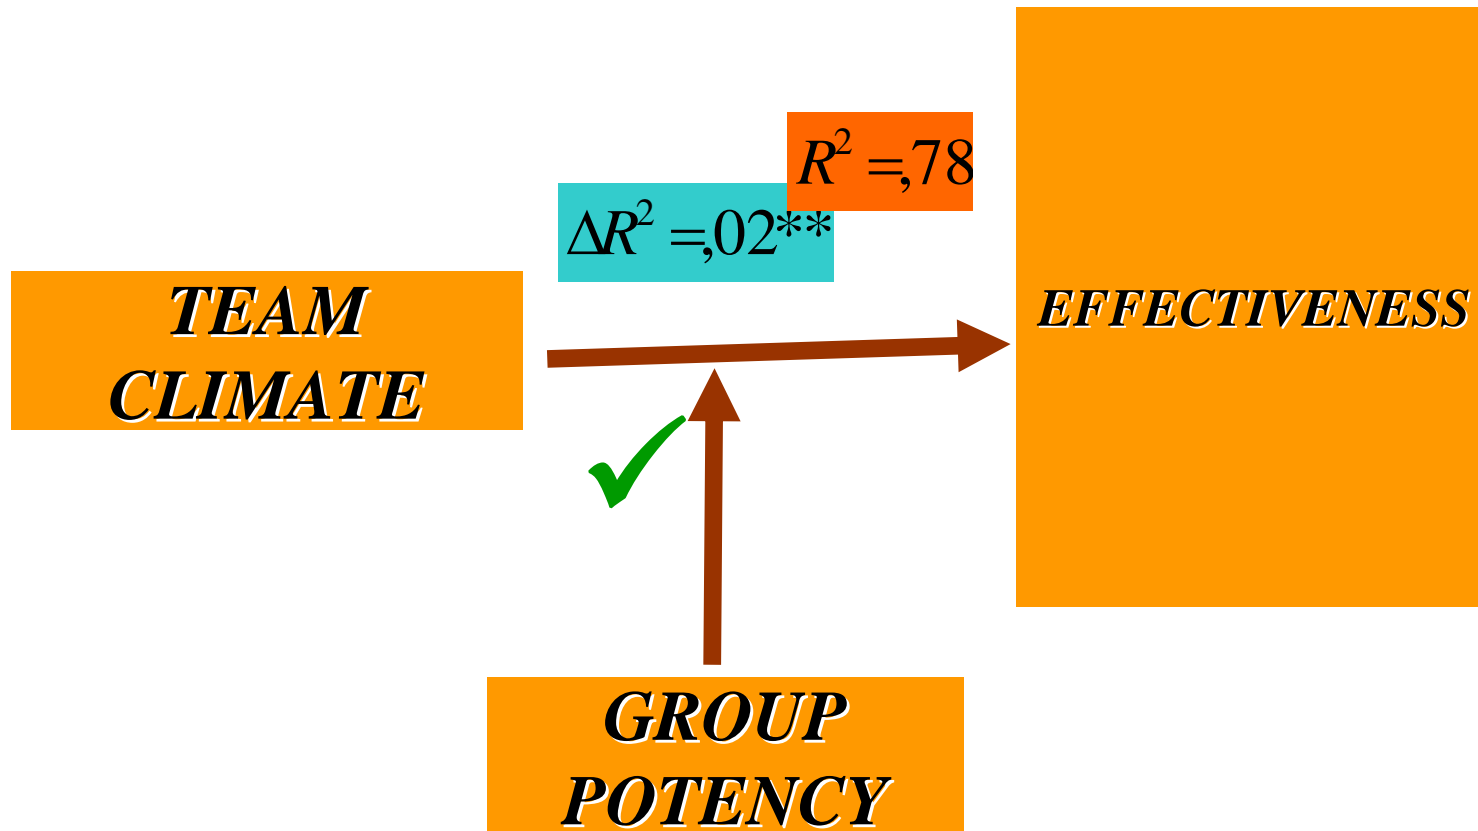 R² =,78
ΔR² =,02**
TEAM
CLIMATE
EFFECTIVENESS
GROUP
POTENCY